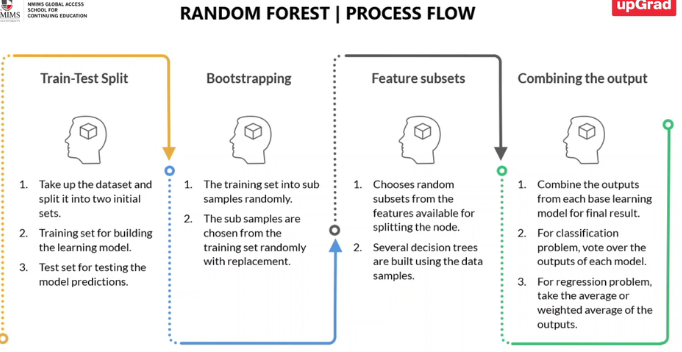 NMIMS
NMIMS GLOBAL ACCESS
SCHOOL FOR
CONTINUING EDUCATION
RANDOM FOREST | PROCESS FLOW
upGrad
Train-Test Split
1. Take up the dataset and
split it into two initial
sets.
2. Training set for building
the learning model.
3. Test set for testing the
model predictions.
Bootstrapping
1. The training set into sub
samples randomly.
2. The sub samples are
chosen from the
training set randomly
with replacement.
Feature subsets
1. Chooses random
subsets from the
features available for
splitting the node.
2. Several decision trees
are built using the data
samples.
Combining the output
1. Combine the outputs
from each base learning
model for final result.
2. For classification
problem, vote over the
outputs of each model.
3. For regression problem,
take the average or
weighted average of the
outputs.